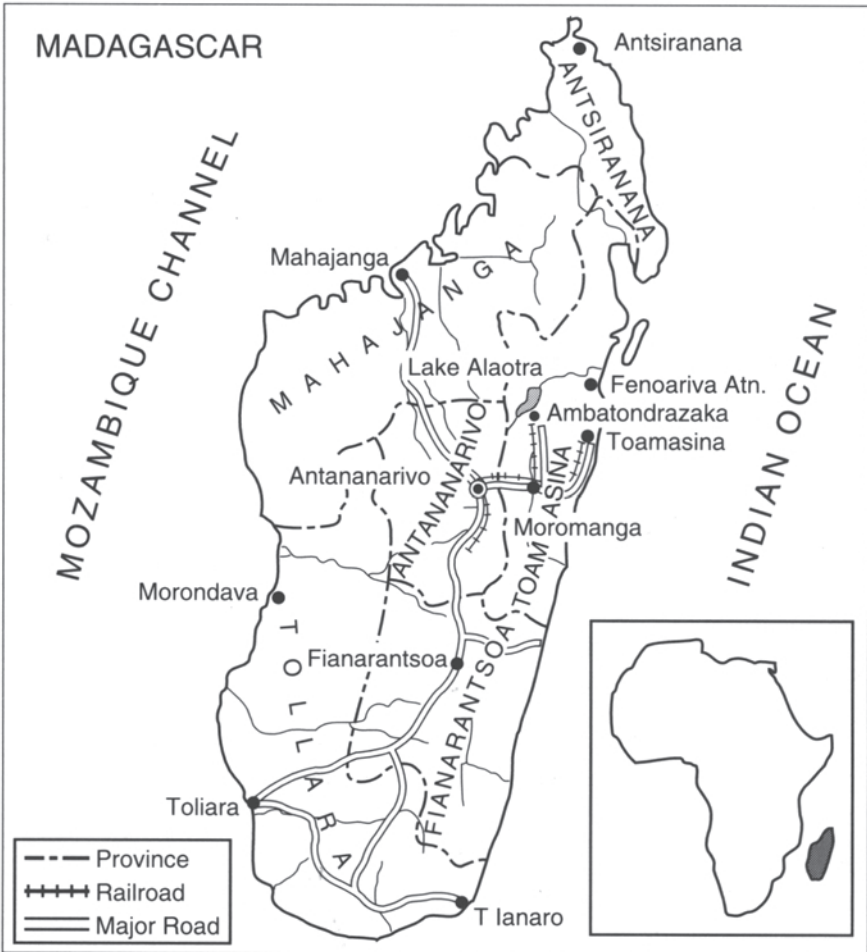 MADAGASCAR
Antsiranana
ANTSIRANANA
MOZAMBIQUE CHANNEL
Mahajanga
MAHAJANGA
Lake Alaotra
Fenoariva Atn.
Ambatondrazaka
Toamasina
INDIAN OCEAN
Antananarivo
ANTANANARIVO
TOAMASINA
Moromanga
Morondava
TOLLARA
Fianarantsoa
FIANARANTSOA
Toliara
T lanaro
Province
Railroad
Major Road